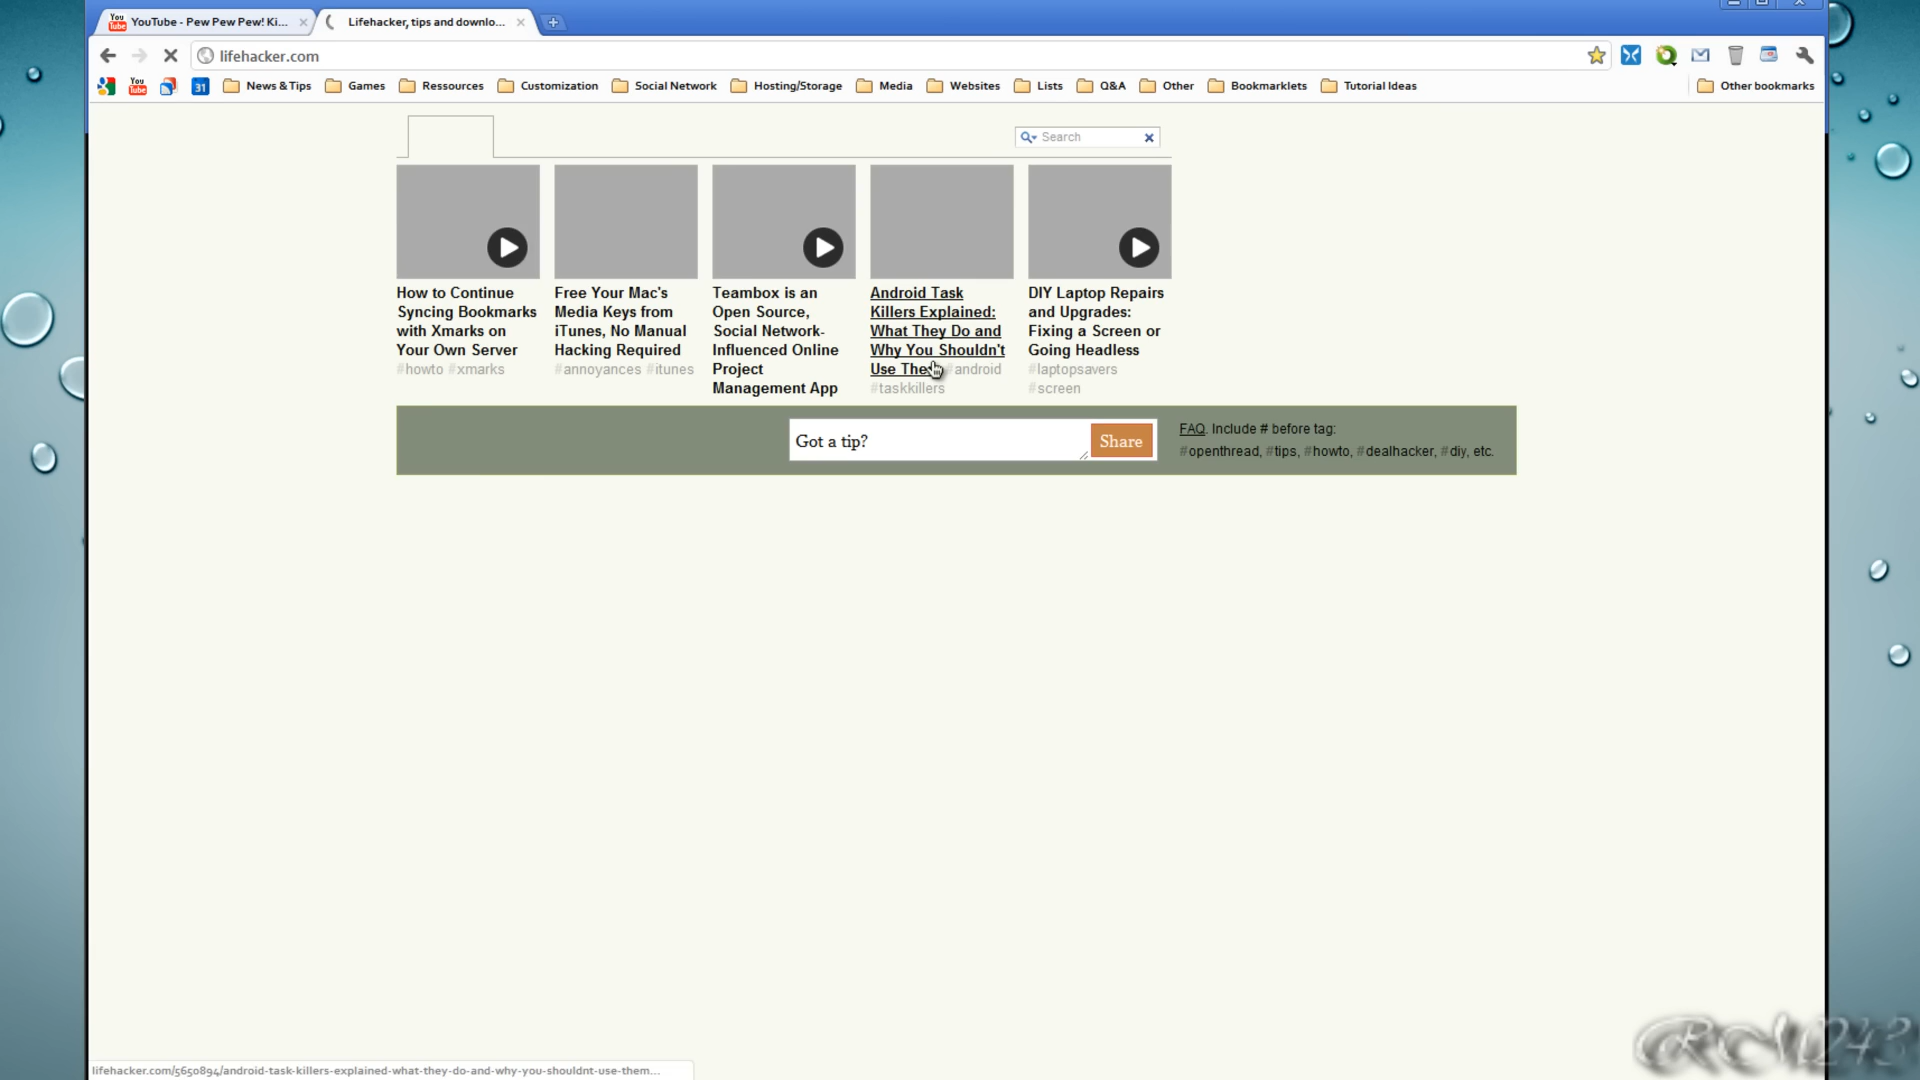 YouTube - Pew Pew Pew! Ki...
Lifehacker, tips and downlo...
lifehacker.com
You Tube
31
News & Tips
Games
Ressources
Customization
Social Network
Hosting/Storage
Media
Websites
Lists
Q&A
Other
Bookmarklets
Tutorial Ideas
Other bookmarks
Search
How to Continue
Syncing Bookmarks
with Xmarks on
Your Own Server
#howto #xmarks
Free Your Mac's
Media Keys from
iTunes, No Manual
Hacking Required
#annoyances #itunes
Teambox is an
Open Source,
Social Network-
Influenced Online
Project
Management App
Android Task
Killers Explained:
What They Do and
Why You Shouldn't
Use #android
#taskkillers
DIY Laptop Repairs
and Upgrades:
Fixing a Screen or
Going Headless
#laptopsavers
#screen
Got a tip?
Share
FAQ. Include # before tag:
#openthread, #tips, #howto, #dealhacker, #diy, etc.
lifehacker.com/5650894/android-task-killers-explained-what-they-do-and-why-you-shouldnt-use-them...